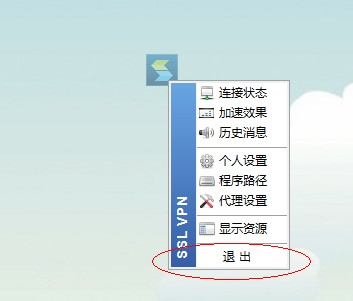 连接状态
加速效果
历史消息
个人设置
程序路径
代理设置
显示资源
退 出
SSL VPN